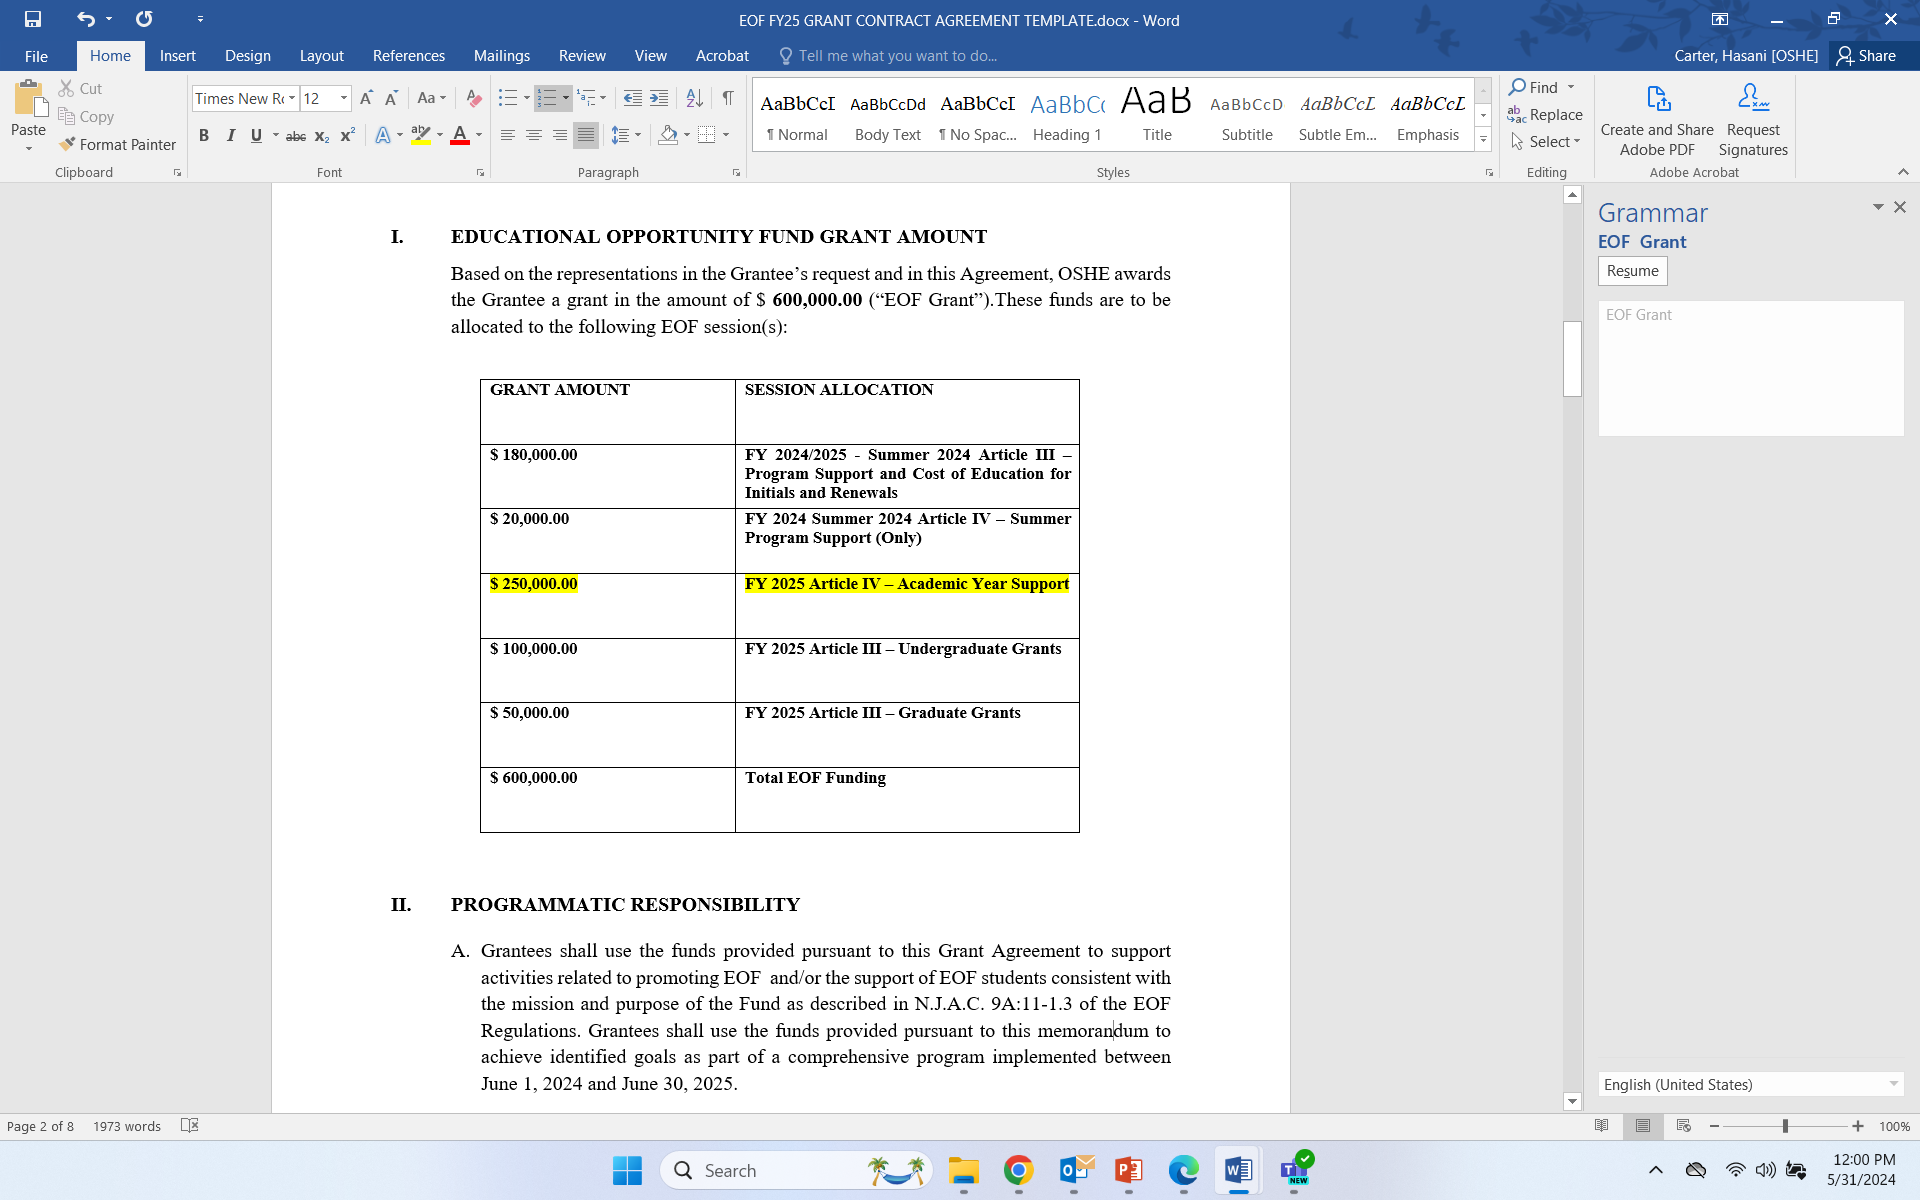 EOF FY25 GRANT CONTRACT AGREEMENT TEMPLATE.docx - Word
File Home Insert Design Layout References Mailings Review View Acrobat Tell me what you want to do... Carter, Hasani [OSHE] Share
Paste
Cut
Copy
Format Painter
Clipboard
Times New Rc 12
Font
Paragraph
AaBbCcI AaBbCcDd AaBbCcI AaBbCc AaB AaBbCcD AaBbCcL AaBbCcL
¶ Normal Body Text ¶ No Spac... Heading 1 Title Subtitle Subtle Em... Emphasis
Styles
Find
Replace
Select
Editing
Create and Share
Adobe PDF
Request
Signatures
Adobe Acrobat
I. EDUCATIONAL OPPORTUNITY FUND GRANT AMOUNT
Based on the representations in the Grantee’s request and in this Agreement, OSHE awards
the Grantee a grant in the amount of $ 600,000.00 (“EOF Grant”).These funds are to be
allocated to the following EOF session(s):
GRANT AMOUNT SESSION ALLOCATION
$ 180,000.00 FY 2024/2025 - Summer 2024 Article III –
Program Support and Cost of Education for
Initials and Renewals
$ 20,000.00 FY 2024 Summer 2024 Article IV – Summer
Program Support (Only)
$ 250,000.00 FY 2025 Article IV – Academic Year Support
$ 100,000.00 FY 2025 Article III – Undergraduate Grants
$ 50,000.00 FY 2025 Article III – Graduate Grants
$ 600,000.00 Total EOF Funding
II. PROGRAMMATIC RESPONSIBILITY
A. Grantees shall use the funds provided pursuant to this Grant Agreement to support
activities related to promoting EOF and/or the support of EOF students consistent with
the mission and purpose of the Fund as described in N.J.A.C. 9A:11-1.3 of the EOF
Regulations. Grantees shall use the funds provided pursuant to this memorandum to
achieve identified goals as part of a comprehensive program implemented between
June 1, 2024 and June 30, 2025.
Grammar
EOF Grant
Resume
EOF Grant
English (United States)
Page 2 of 8 1973 words 100%
Search
NEW
12:00 PM
5/31/2024